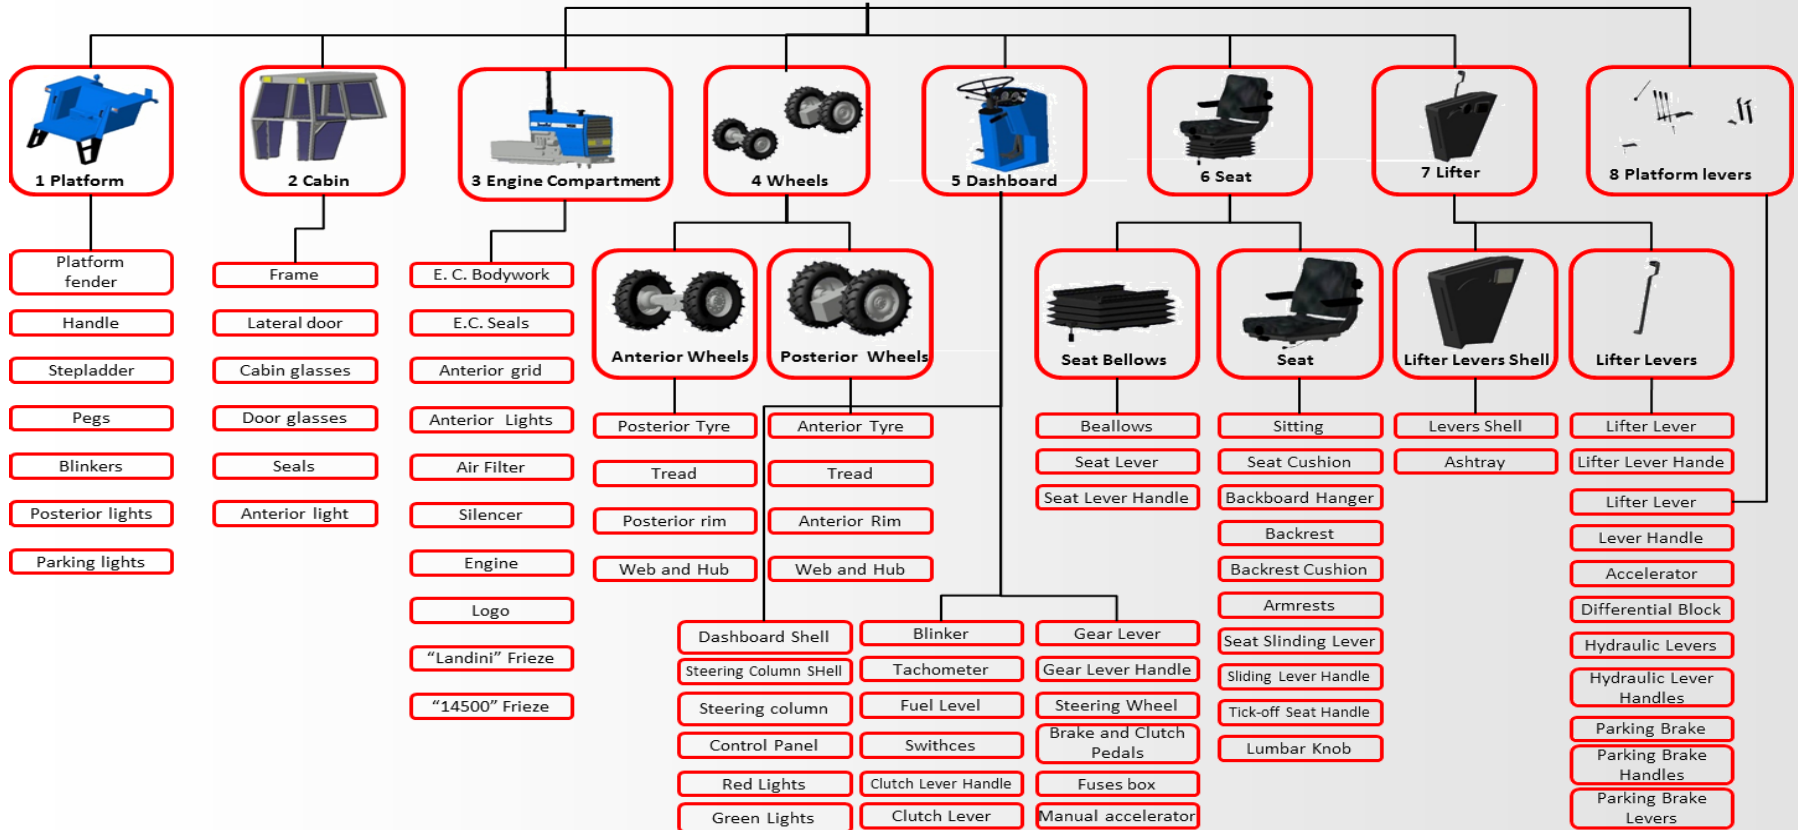 1 Platform
2 Cabin
3 Engine Compartment
4 Wheels
5 Dashboard
6 Seat
7 Lifter
8 Platform levers
Platform
fender
Handle
Stepladder
Pegs
Blinkers
Posterior lights
Parking lights
Frame
Lateral door
Cabin glasses
Door glasses
Seals
Anterior light
E. C. Bodywork
E.C. Seals
Anterior grid
Anterior Lights
Air Filter
Silencer
Engine
Logo
“Landini” Frieze
“14500” Frieze
Anterior Wheels
Posterior Tyre
Tread
Posterior rim
Web and Hub
Posterior Wheels
Anterior Tyre
Tread
Anterior Rim
Web and Hub
Dashboard Shell
Steering Column SHell
Steering column
Control Panel
Red Lights
Green Lights
Blinker
Tachometer
Fuel Level
Swithces
Clutch Lever Handle
Clutch Lever
Gear Lever
Gear Lever Handle
Steering Wheel
Brake and Clutch
Pedals
Fuses box
Manual accelerator
Seat Bellows
Beallows
Seat Lever
Seat Lever Handle
Seat
Sitting
Seat Cushion
Backboard Hanger
Backrest
Backrest Cushion
Armrests
Seat Slinding Lever
Sliding Lever Handle
Tick-off Seat Handle
Lumbar Knob
Lifter Levers Shell
Levers Shell
Ashtray
Lifter Levers
Lifter Lever
Lifter Lever Hande
Lifter Lever
Lever Handle
Accelerator
Differential Block
Hydraulic Levers
Hydraulic Lever
Handles
Parking Brake
Parking Brake
Handles
Parking Brake
Levers